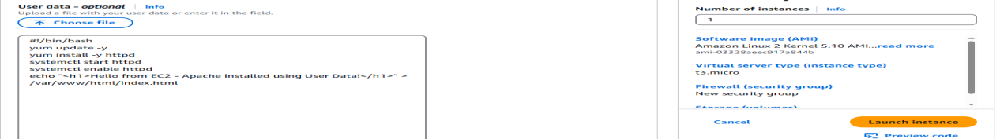 User data – optional | Info
Upload a file with your user data or enter it in the field.
Choose file
#!/bin/bash
yum update -y
yum install -y httpd
systemctl start httpd
systemctl enable httpd
echo "<h1>Hello from EC2 - Apache installed using User Data!</h1>" >
/var/www/html/index.html
Number of instances | Info
1
Software Image (AMI)
Amazon Linux 2 Kernel 5.10 AMI...read more
ami-03328aeec917a844b
Virtual server type (instance type)
t3.micro
Firewall (security group)
New security group
Storage (volumes)
Cancel
Launch instance
Preview code